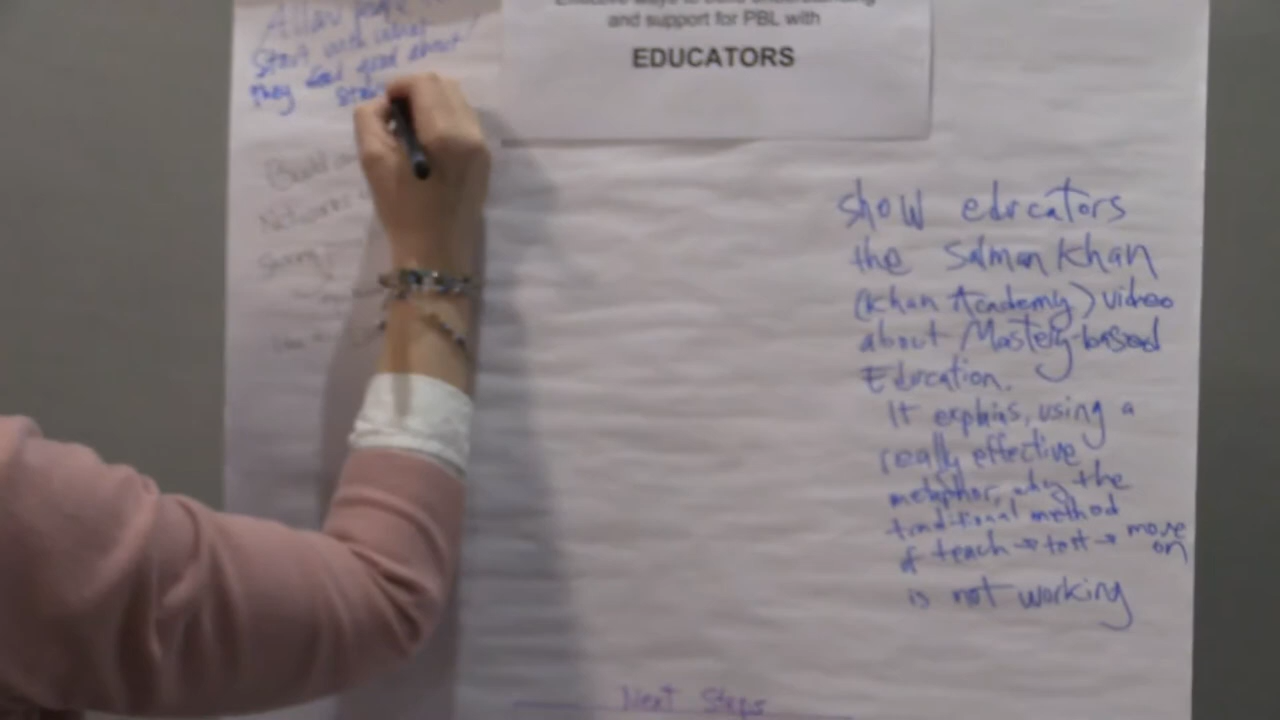 and support for PBL with
EDUCATORS
Start with what
they feel good about!
Build
Networks
show educators
the Salman Khan
(Khan Academy) video
about Mastery-based
Education.
It explains, using a
really effective
metaphor, why the
traditional method
of teach → test → move on
is not working
Next Steps